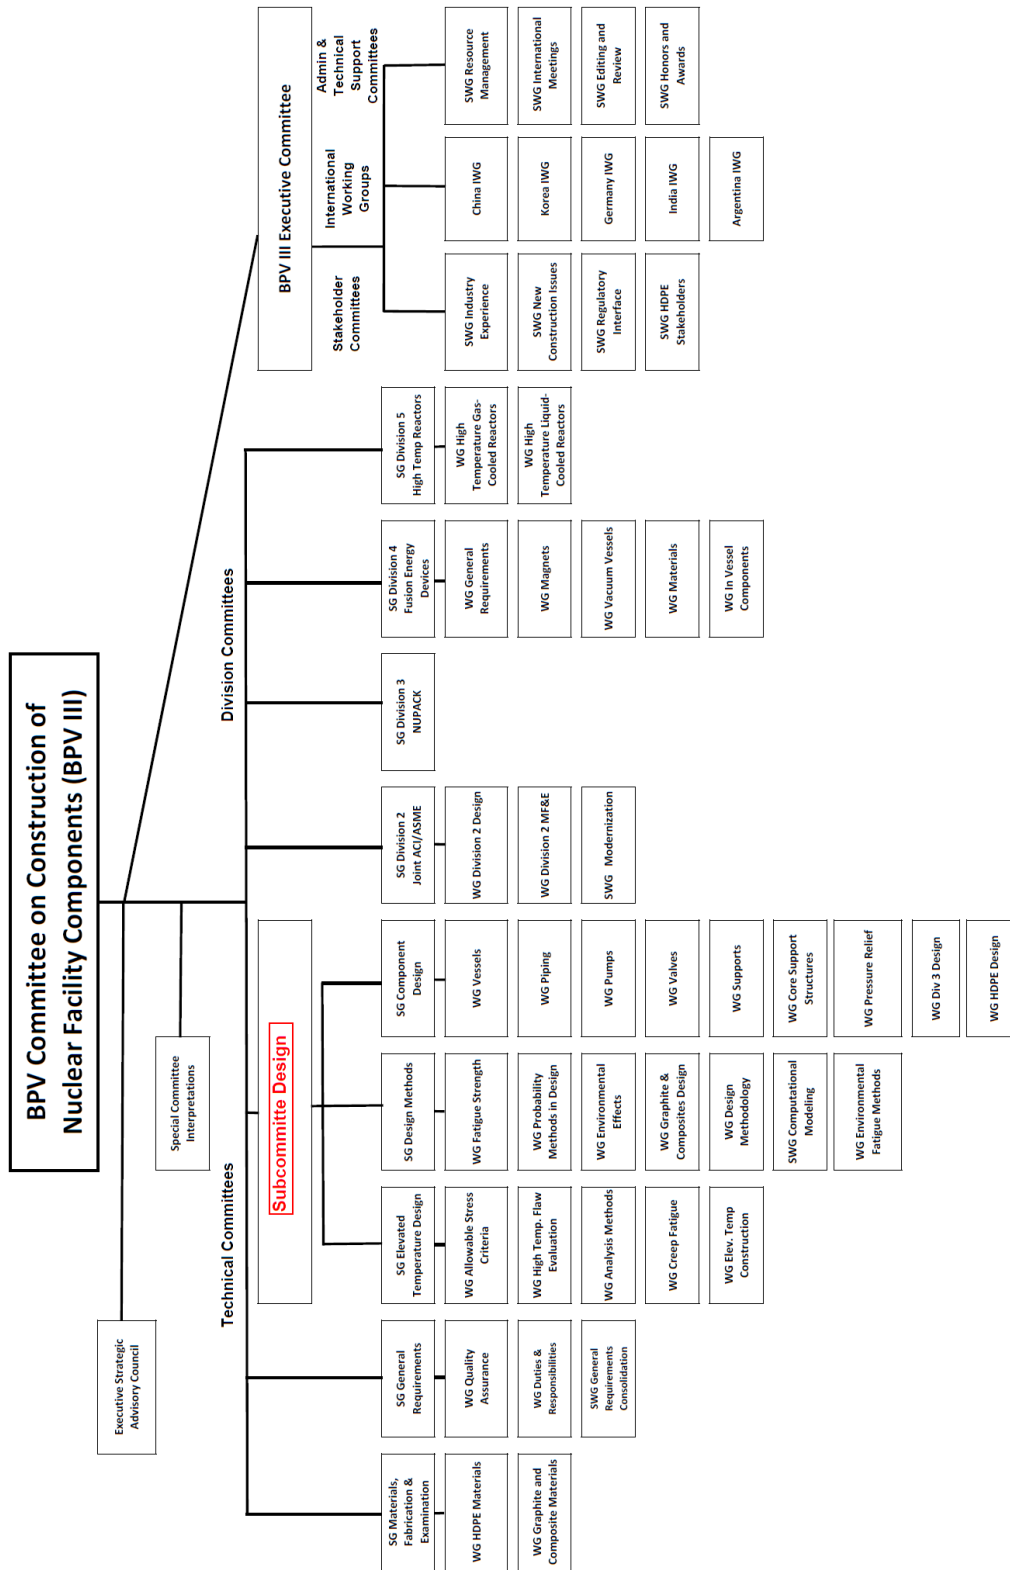 BPV Committee on Construction of
Nuclear Facility Components (BPV III)
Executive Strategic
Advisory Council
Special Committee
Interpretations
Technical Committees
Division Committees
BPV III Executive Committee
Stakeholder
Committees
International
Working
Groups
Admin &
Technical
Support
Committees
Subcommitte Design
SG Materials,
Fabrication &
Examination
WG HDPE Materials
WG Graphite and
Composite Materials
SG General
Requirements
WG Quality
Assurance
WG Duties &
Responsibilities
SWG General
Requirements
Consolidation
SG Elevated
Temperature Design
WG Allowable Stress
Criteria
WG High Temp. Flaw
Evaluation
WG Analysis Methods
WG Creep Fatigue
WG Elev. Temp
Construction
SG Design Methods
WG Fatigue Strength
WG Probability
Methods in Design
WG Environmental
Effects
WG Graphite &
Composites Design
WG Design
Methodology
SWG Computational
Modeling
WG Environmental
Fatigue Methods
SG Component
Design
WG Vessels
WG Piping
WG Pumps
WG Valves
WG Supports
WG Core Support
Structures
WG Pressure Relief
WG Div 3 Design
WG HDPE Design
SG Division 2
Joint ACI/ASME
WG Division 2 Design
WG Division 2 MF&E
SWG Modernization
SG Division 3
NUPACK
SG Division 4
Fusion Energy
Devices
WG General
Requirements
WG Magnets
WG Vacuum Vessels
WG Materials
WG In Vessel
Components
SG Division 5
High Temp Reactors
WG High
Temperature Gas-
Cooled Reactors
WG High
Temperature Liquid-
Cooled Reactors
SWG Industry
Experience
SWG New
Construction Issues
SWG Regulatory
Interface
SWG HDPE
Stakeholders
China IWG
Korea IWG
Germany IWG
India IWG
Argentina IWG
SWG Resource
Management
SWG International
Meetings
SWG Editing and
Review
SWG Honors and
Awards